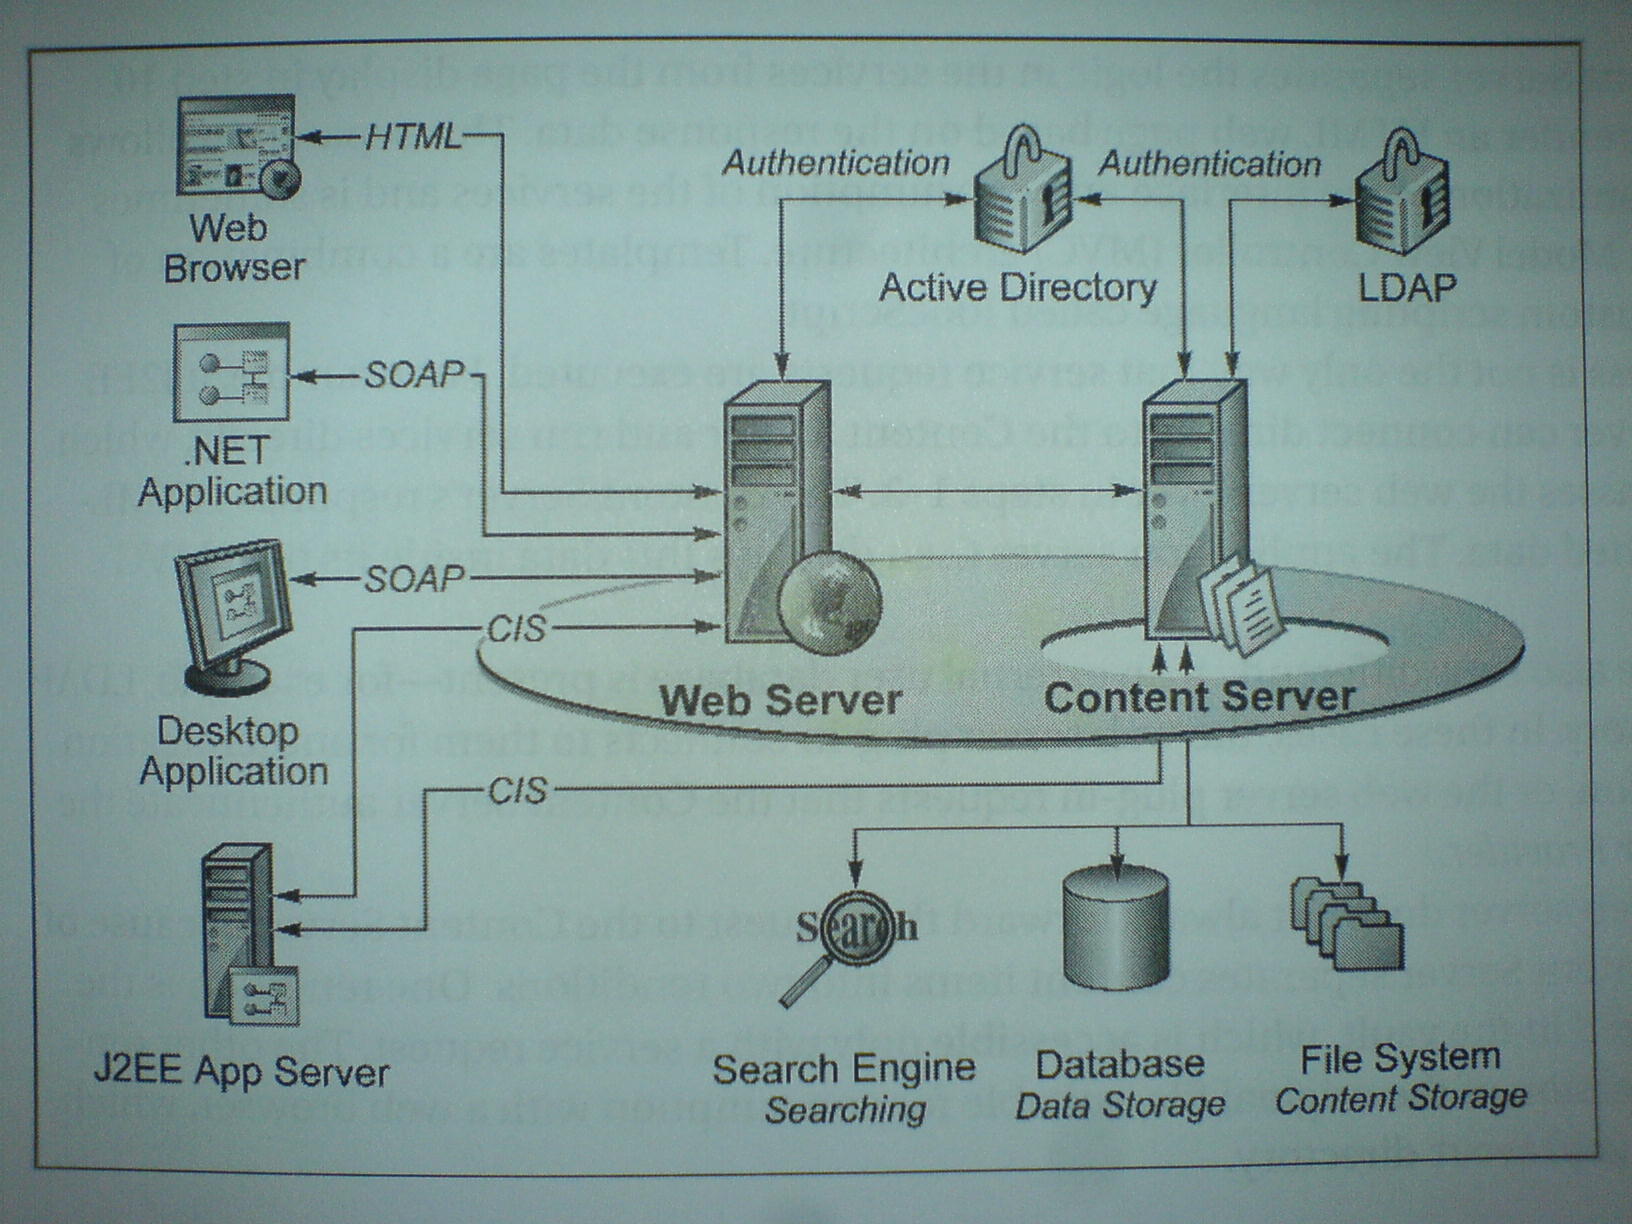 HTML
Web
Browser
Authentication
Authentication
Active Directory
LDAP
SOAP
.NET
Application
SOAP
CIS
Desktop
Application
Web Server
Content Server
CIS
J2EE App Server
Search
Search Engine
Searching
Database
Data Storage
File System
Content Storage